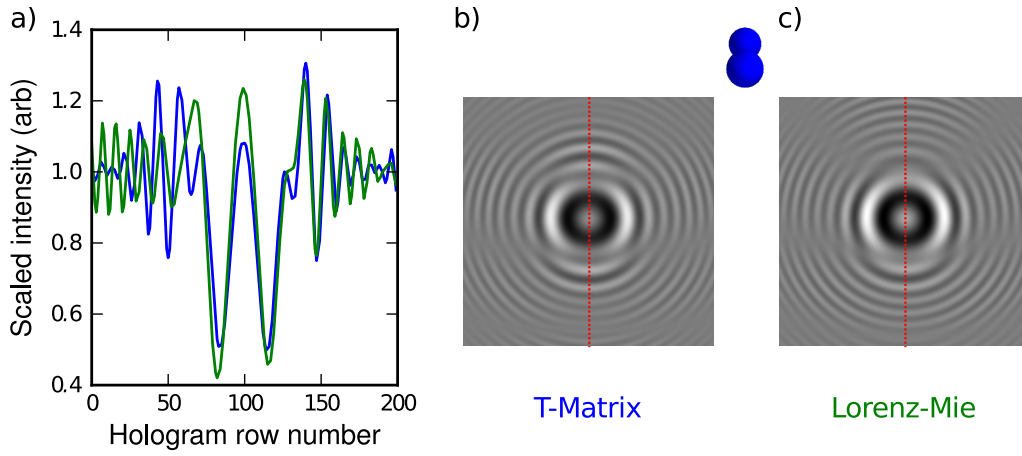 a)
b)
c)
1.4
1.2
1.0
0.8
0.6
0.4
Scaled intensity (arb)
0 50 100 150 200
Hologram row number
T-Matrix
Lorenz-Mie